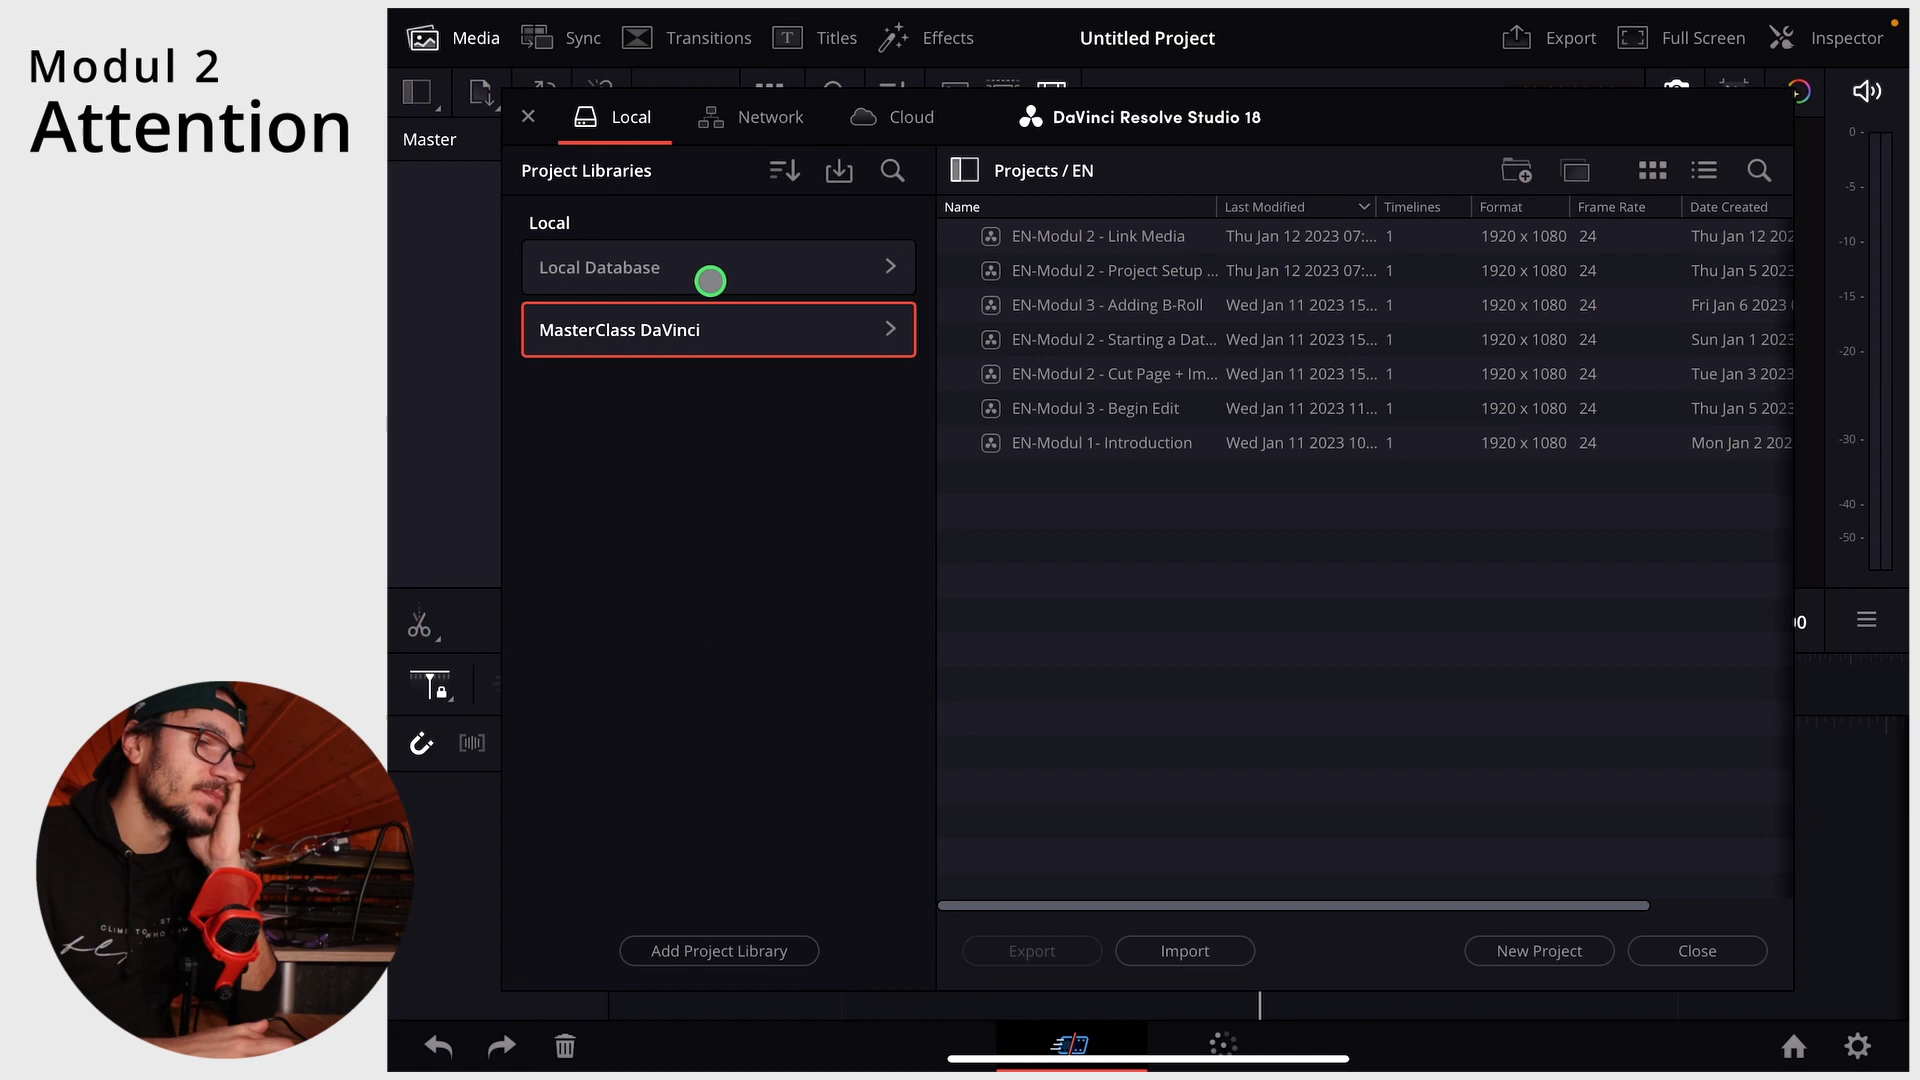 Modul 2
Attention
Media
Sync
Transitions
Titles
Effects
Untitled Project
Export
Full Screen
Inspector
Master
Local
Network
Cloud
DaVinci Resolve Studio 18
Project Libraries
Projects / EN
Local
Local Database
MasterClass DaVinci
Name Last Modified Timelines Format Frame Rate Date Created
EN-Modul 2 - Link Media Thu Jan 12 2023 07:... 1 1920 x 1080 24 Thu Jan 12 202
EN-Modul 2 - Project Setup ... Thu Jan 12 2023 07:... 1 1920 x 1080 24 Thu Jan 5 2023
EN-Modul 3 - Adding B-Roll Wed Jan 11 2023 15... 1 1920 x 1080 24 Fri Jan 6 2023
EN-Modul 2 - Starting a Dat... Wed Jan 11 2023 15... 1 1920 x 1080 24 Sun Jan 1 2023
EN-Modul 2 - Cut Page + Im... Wed Jan 11 2023 15... 1 1920 x 1080 24 Tue Jan 3 2023
EN-Modul 3 - Begin Edit Wed Jan 11 2023 11... 1 1920 x 1080 24 Thu Jan 5 2023
EN-Modul 1- Introduction Wed Jan 11 2023 10... 1 1920 x 1080 24 Mon Jan 2 202
0 -
-5 -
-10 -
-15 -
-20 -
-30 -
-40 -
-50 -
Add Project Library
Export
Import
New Project
Close